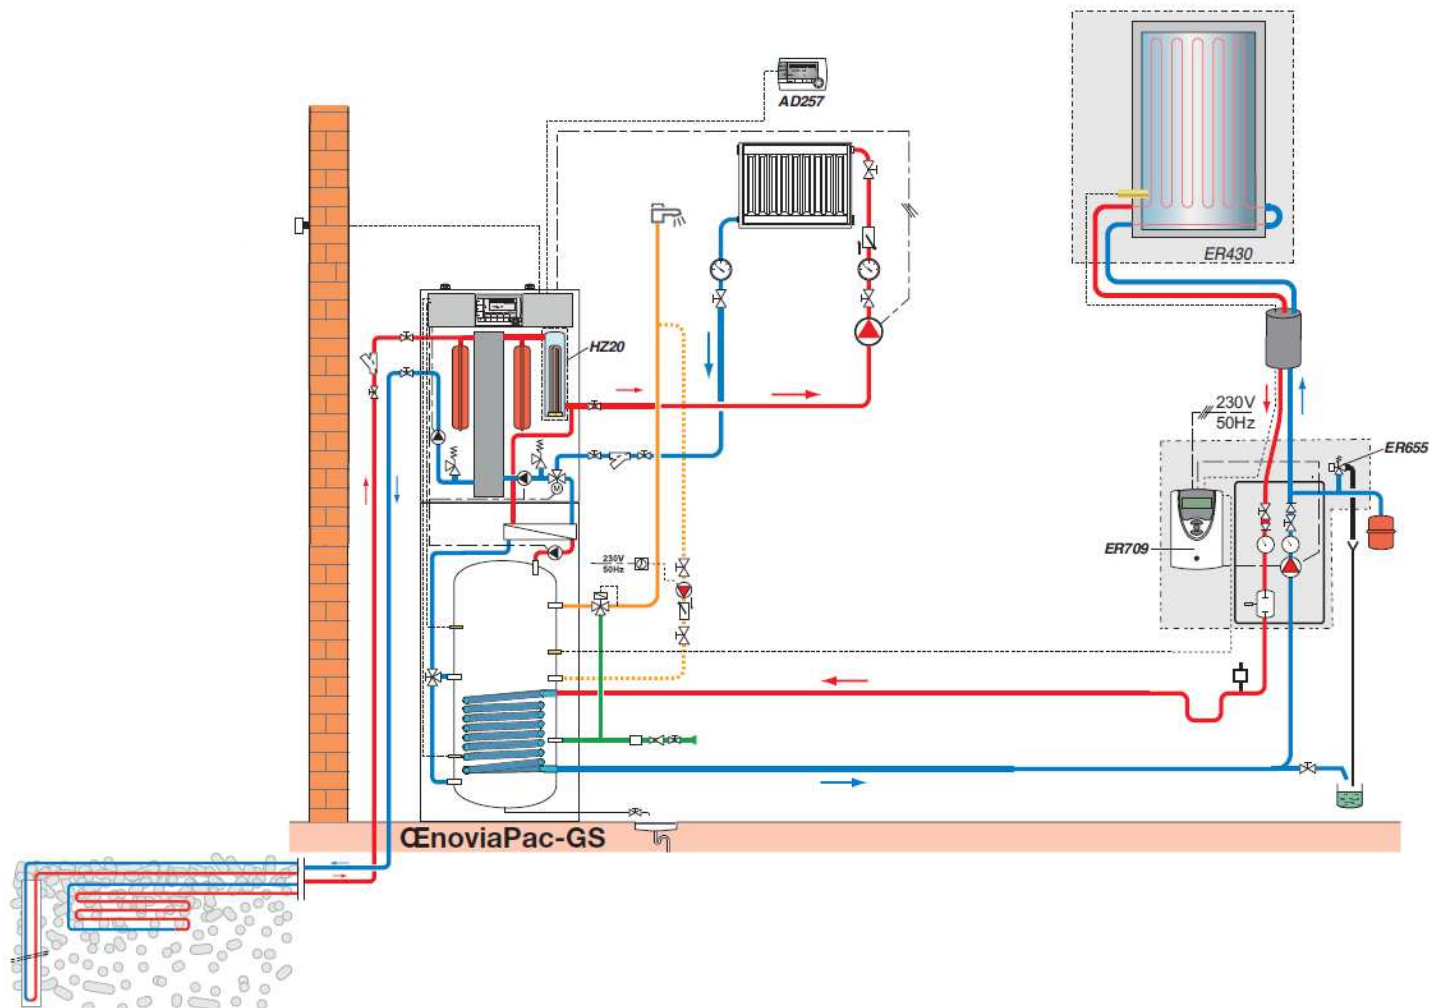 AD257
ER430
HZ20
230V
50Hz
ER655
ER709
230V
50Hz
M
ŒnoviaPac-GS